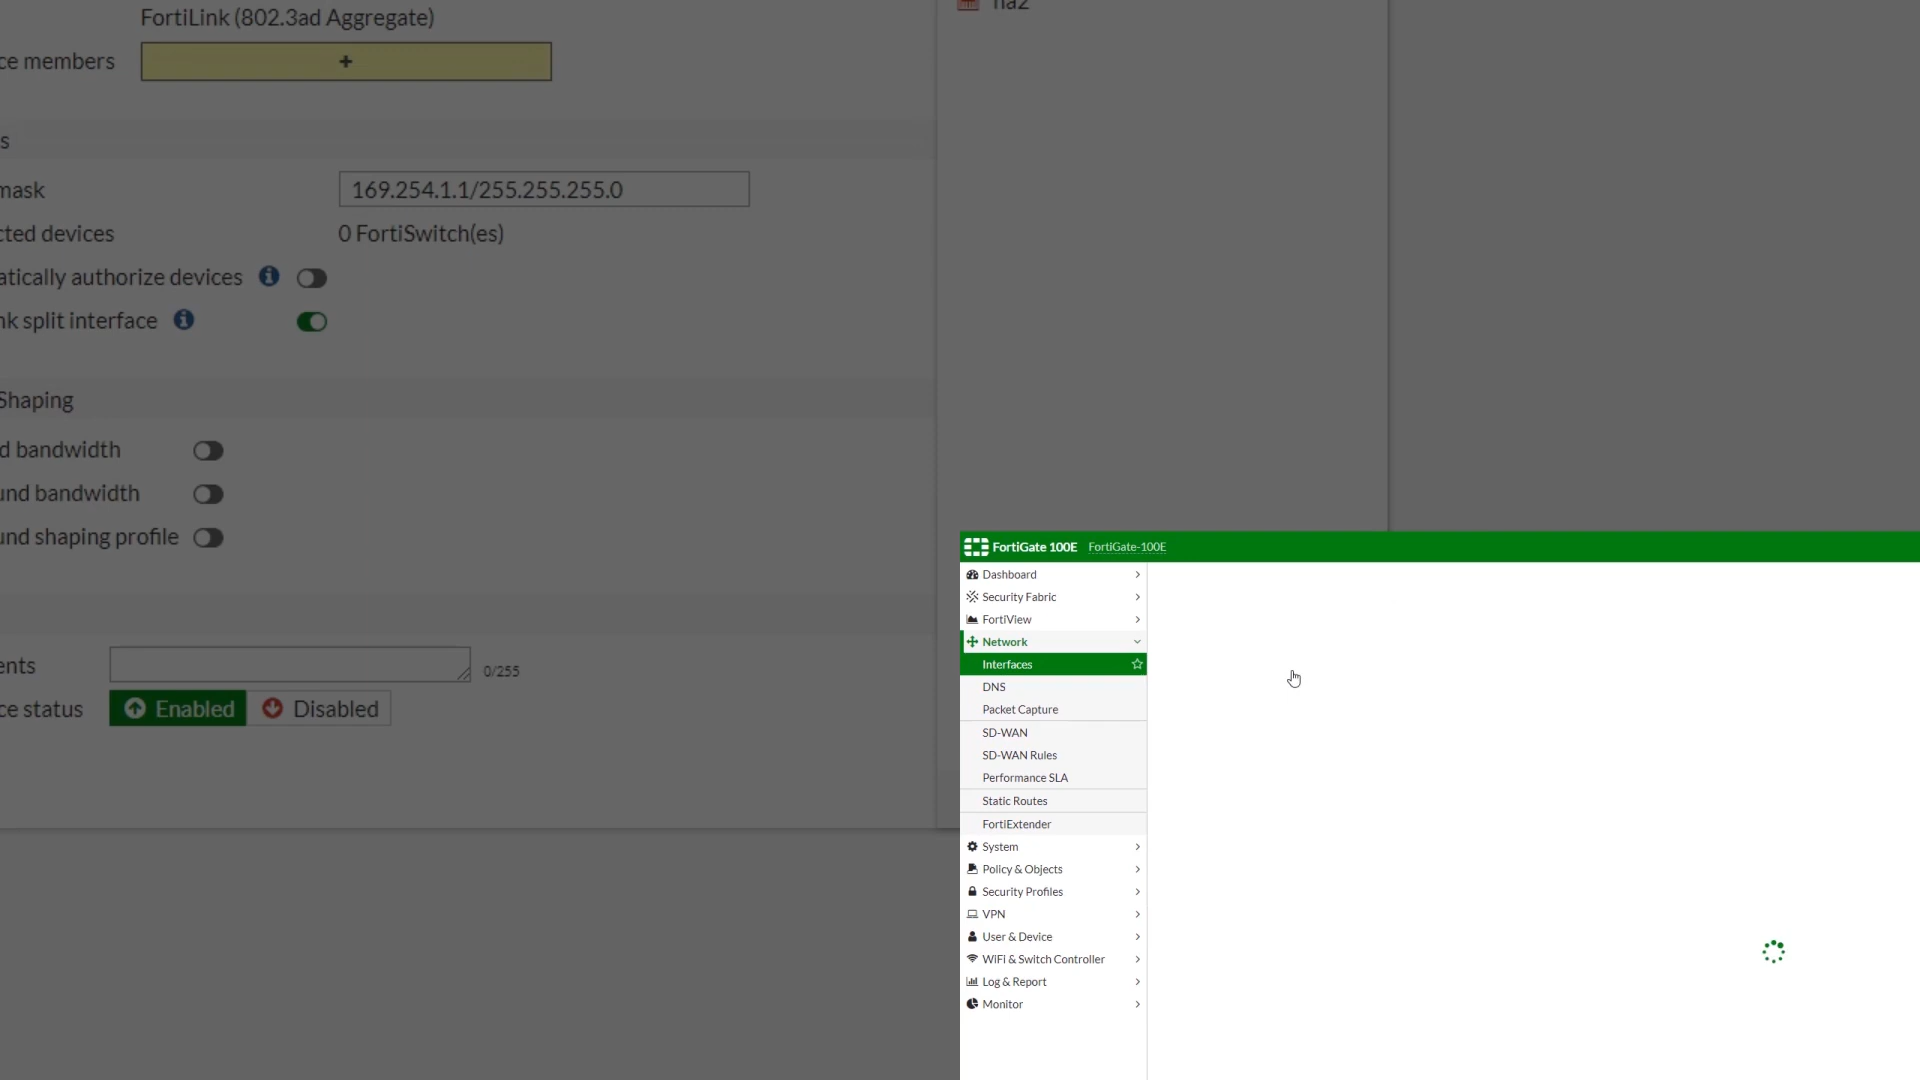 FortiLink (802.3ad Aggregate)
ce members +
s
mask 169.254.1.1/255.255.255.0
cted devices 0 FortiSwitch(es)
atically authorize devices
nk split interface
Shaping
d bandwidth
und bandwidth
und shaping profile
ents 0/255
ce status Enabled Disabled
ha2
FortiGate 100E FortiGate-100E
Dashboard
Security Fabric
FortiView
Network
Interfaces
DNS
Packet Capture
SD-WAN
SD-WAN Rules
Performance SLA
Static Routes
FortiExtender
System
Policy & Objects
Security Profiles
VPN
User & Device
WiFi & Switch Controller
Log & Report
Monitor